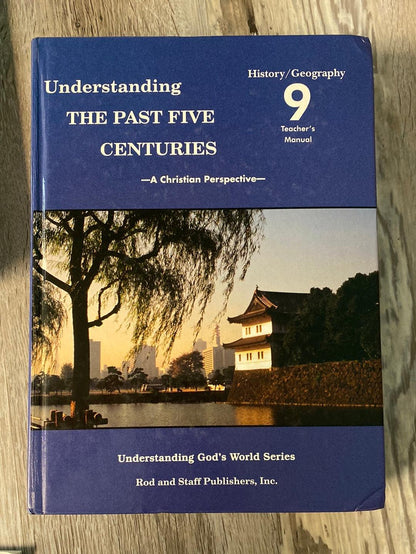 Understanding
THE PAST FIVE
CENTURIES
—A Christian Perspective—
History/Geography
9
Teacher's
Manual
Understanding God's World Series
Rod and Staff Publishers, Inc.